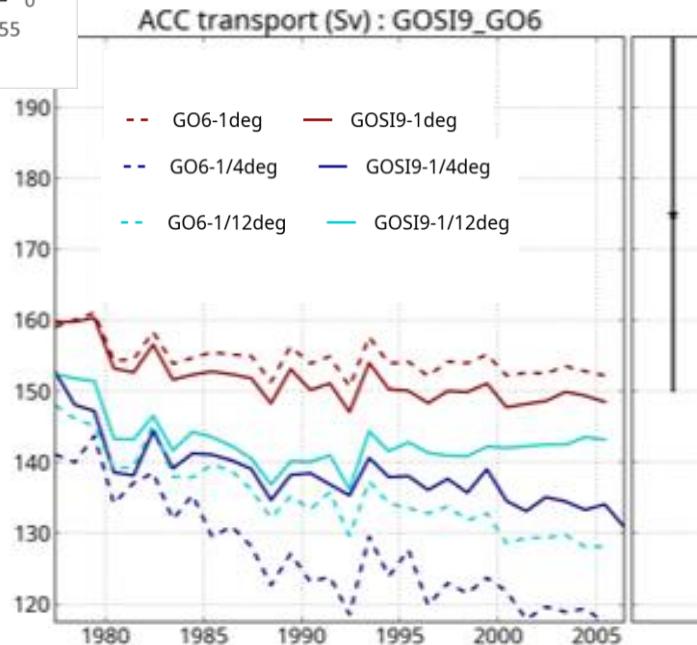 0
55
ACC transport (Sv) : GOSI9_GO6
190
180
170
160
150
140
130
120
GO6-1deg GOSI9-1deg
GO6-1/4deg GOSI9-1/4deg
GO6-1/12deg GOSI9-1/12deg
1980 1985 1990 1995 2000 2005